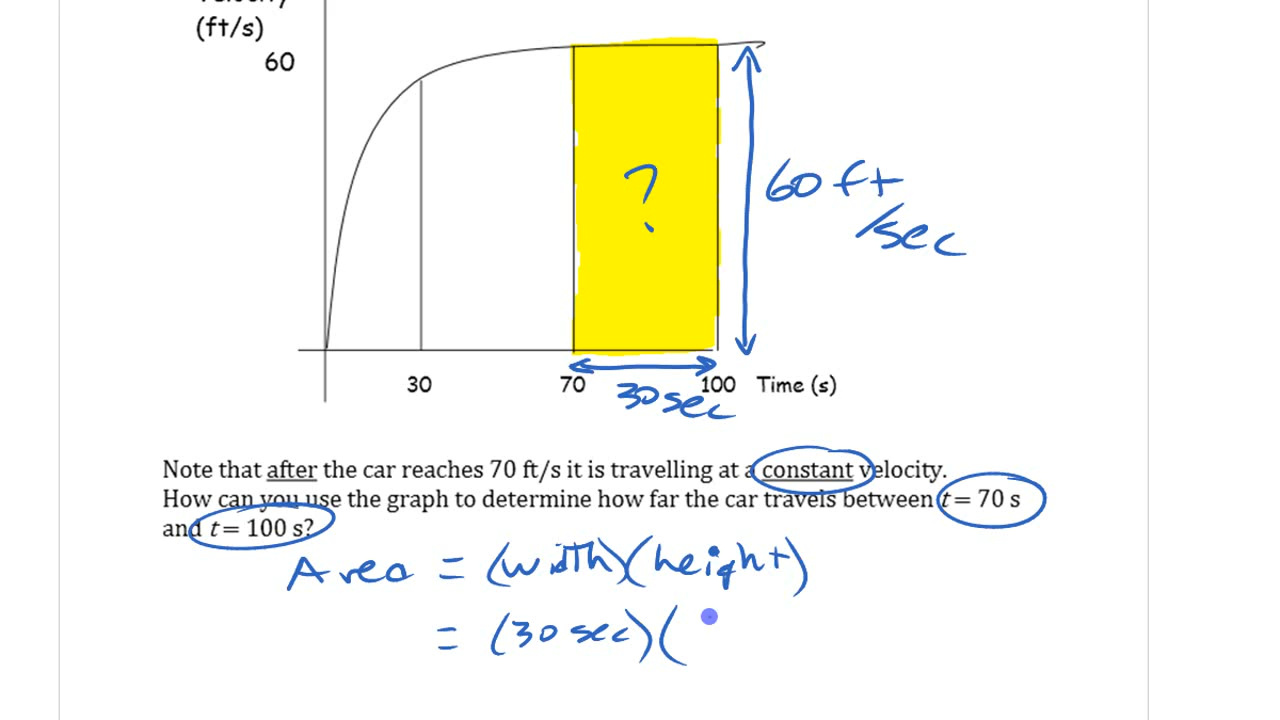 (ft/s)
60
?
60 ft
/sec
30 70 100 Time (s)
30 sec
Note that after the car reaches 70 ft/s it is travelling at a constant velocity.
How can you use the graph to determine how far the car travels between t = 70 s
and t = 100 s?
Area = (width)(height)
= (30 sec)(